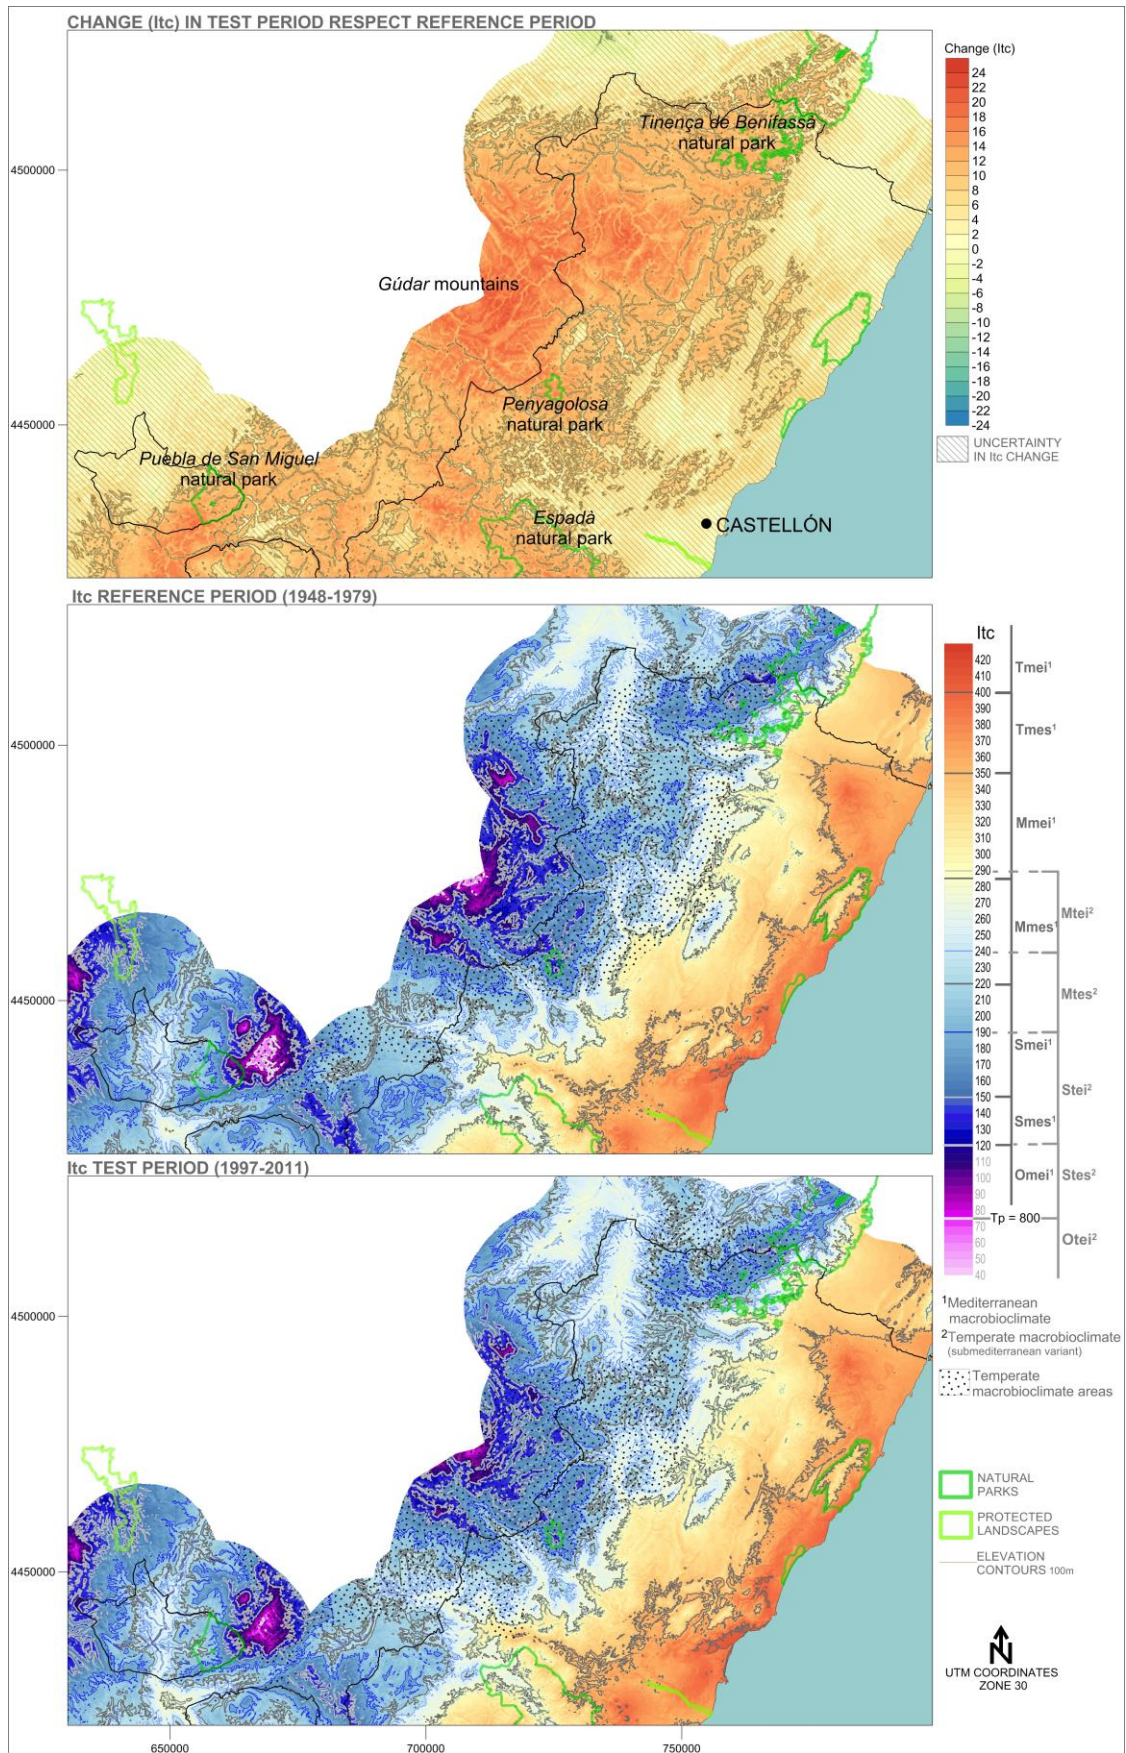 CHANGE (Itc) IN TEST PERIOD RESPECT REFERENCE PERIOD
Change (Itc)
24
22
20
18
16
14
12
10
8
6
4
2
0
-2
-4
-6
-8
-10
-12
-14
-16
-18
-20
-22
-24
UNCERTAINTY
IN Itc CHANGE
4500000
4450000
Tinença de Benifassà
natural park
Gúdar mountains
Penyagolosa
natural park
Puebla de San Miguel
natural park
Espadà
natural park
CASTELLÓN
Itc REFERENCE PERIOD (1948-1979)
4500000
4450000
Itc
420
410
400
390
380
370
360
350
340
330
320
310
300
290
280
270
260
250
240
230
220
210
200
190
180
170
160
150
140
130
120
110
100
90
80
70
60
50
40
Tmei¹
Tmes¹
Mmei¹
Mmes¹
Smei¹
Smes¹
Omei¹
Mtei²
Mtes²
Stei²
Stes²
Otei²
Tp = 800
¹Mediterranean
macrobioclimate
²Temperate macrobioclimate
(submediterranean variant)
Temperate
macrobioclimate areas
Itc TEST PERIOD (1997-2011)
4500000
4450000
650000
700000
750000
NATURAL
PARKS
PROTECTED
LANDSCAPES
ELEVATION
CONTOURS 100m
N
UTM COORDINATES
ZONE 30